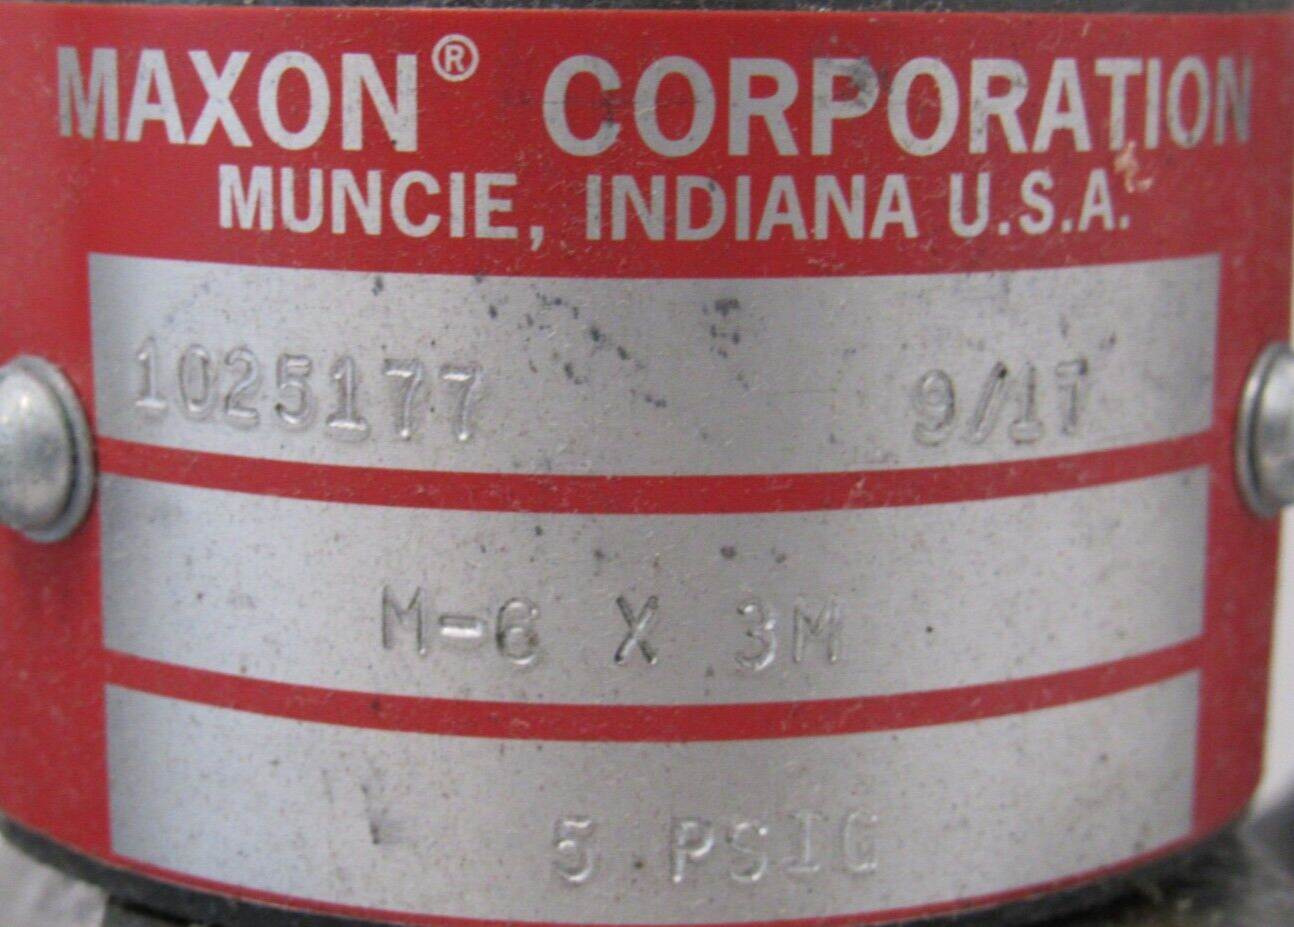 MAXON® CORPORATION
MUNCIE, INDIANA U.S.A.
1025177 9/17
M-6 X 3M
5 PSIG